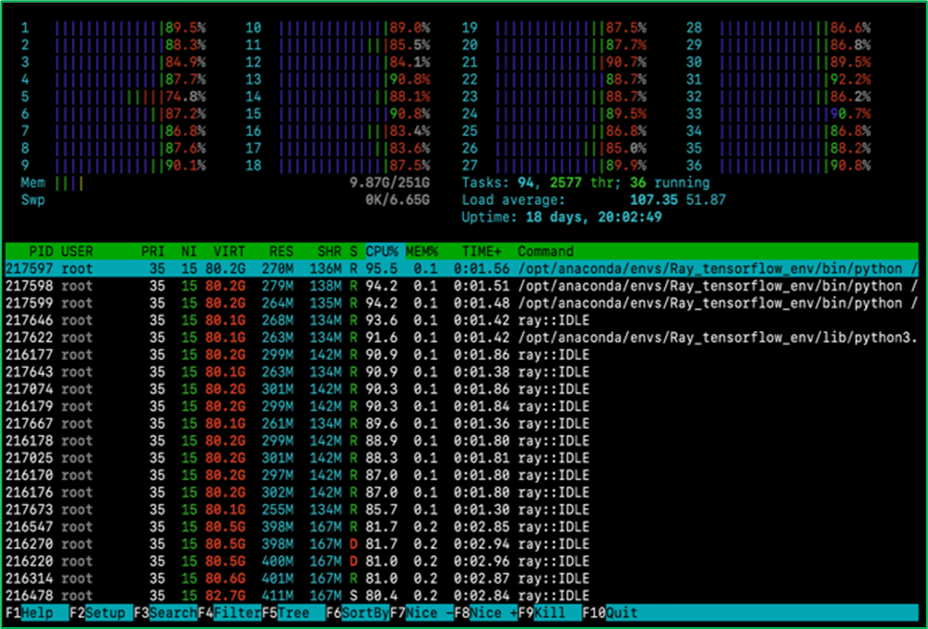 1 89.5% 10 89.0% 19 87.5% 28 86.6%
2 88.3% 11 85.5% 20 87.7% 29 86.8%
3 84.9% 12 84.1% 21 90.7% 30 89.5%
4 87.7% 13 90.8% 22 88.7% 31 92.2%
5 74.8% 14 88.1% 23 88.7% 32 86.2%
6 87.2% 15 90.8% 24 89.5% 33 90.7%
7 86.8% 16 83.4% 25 86.8% 34 86.8%
8 87.6% 17 83.6% 26 85.0% 35 88.2%
9 90.1% 18 87.5% 27 89.9% 36 90.8%
Mem 9.87G/251G Tasks: 94, 2577 thr; 36 running
Swp 0K/6.65G Load average: 107.35 51.87
Uptime: 18 days, 20:02:49
PID USER PRI NI VIRT RES SHR S CPU% MEM% TIME+ Command
217597 root 35 15 80.2G 270M 136M R 95.5 0.1 0:01.56 /opt/anaconda/envs/Ray_tensorflow_env/bin/python /
217598 root 35 15 80.2G 279M 138M R 94.2 0.1 0:01.51 /opt/anaconda/envs/Ray_tensorflow_env/bin/python /
217599 root 35 15 80.2G 264M 135M R 94.2 0.1 0:01.48 /opt/anaconda/envs/Ray_tensorflow_env/bin/python /
217646 root 35 15 80.1G 268M 134M R 93.6 0.1 0:01.42 ray::IDLE
217622 root 35 15 80.1G 263M 134M R 91.6 0.1 0:01.42 /opt/anaconda/envs/Ray_tensorflow_env/lib/python3.
216177 root 35 15 80.2G 299M 142M R 90.9 0.1 0:01.86 ray::IDLE
217643 root 35 15 80.1G 263M 134M R 90.9 0.1 0:01.38 ray::IDLE
217074 root 35 15 80.2G 301M 142M R 90.3 0.1 0:01.86 ray::IDLE
216179 root 35 15 80.2G 299M 142M R 90.3 0.1 0:01.84 ray::IDLE
217667 root 35 15 80.1G 261M 134M R 89.6 0.1 0:01.36 ray::IDLE
216178 root 35 15 80.2G 299M 142M R 88.9 0.1 0:01.80 ray::IDLE
217025 root 35 15 80.2G 301M 142M R 88.3 0.1 0:01.81 ray::IDLE
216170 root 35 15 80.2G 297M 142M R 87.0 0.1 0:01.80 ray::IDLE
216176 root 35 15 80.2G 302M 142M R 87.0 0.1 0:01.80 ray::IDLE
217673 root 35 15 80.1G 255M 134M R 85.7 0.1 0:01.30 ray::IDLE
216547 root 35 15 80.5G 398M 167M R 81.7 0.2 0:02.85 ray::IDLE
216270 root 35 15 80.5G 398M 167M D 81.7 0.2 0:02.94 ray::IDLE
216220 root 35 15 80.5G 400M 167M D 81.0 0.2 0:02.96 ray::IDLE
216314 root 35 15 80.6G 401M 167M R 81.0 0.2 0:02.87 ray::IDLE
216478 root 35 15 82.7G 411M 167M S 80.4 0.2 0:02.84 ray::IDLE
F1Help F2Setup F3SearchF4FilterF5Tree F6SortByF7Nice -F8Nice +F9Kill F10Quit